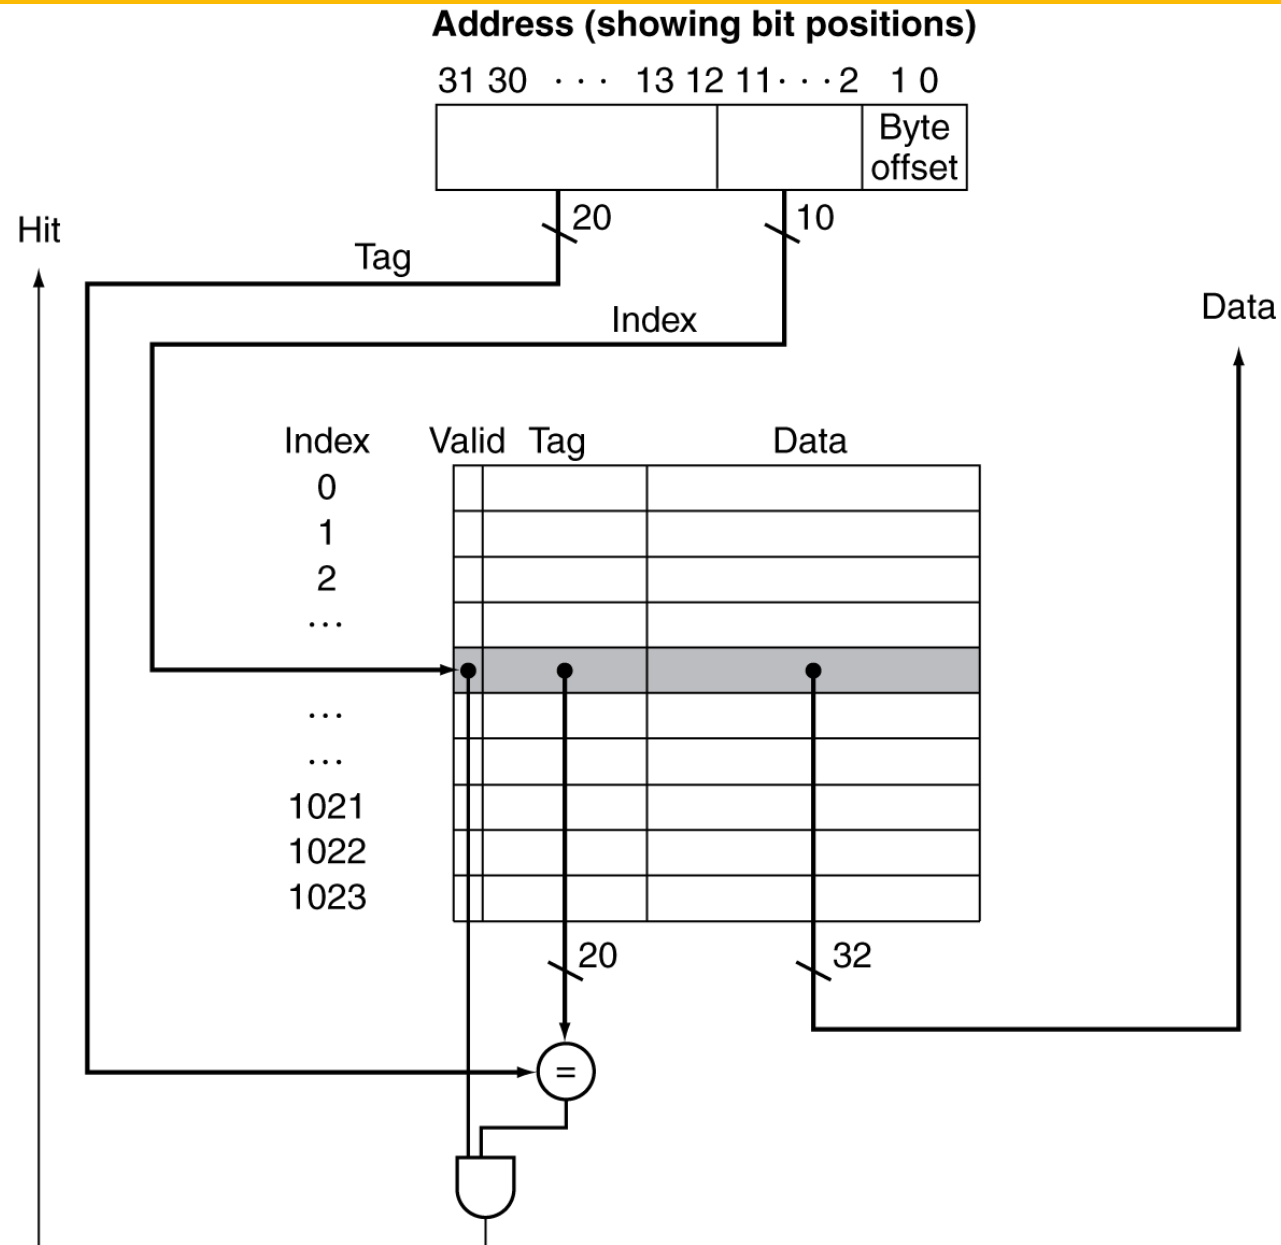 Address (showing bit positions)
31 30 · · · 13 12 11 · · · 2 1 0
Byte
offset
20
10
Hit
Tag
Index
Data
Index Valid Tag Data
0
1
2
...
...
...
1021
1022
1023
20
32
=